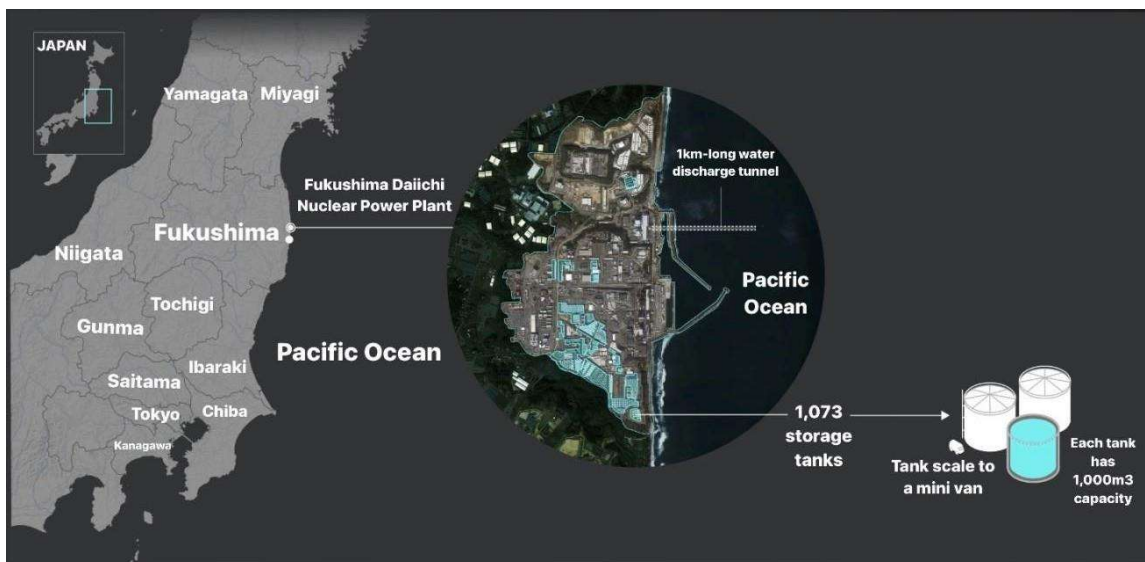 JAPAN
Yamagata
Miyagi
Fukushima Daiichi
Nuclear Power Plant
Fukushima
Niigata
Tochigi
Gunma
Pacific Ocean
Ibaraki
Saitama
Tokyo
Chiba
Kanagawa
1km-long water
discharge tunnel
Pacific
Ocean
1,073
storage
tanks
Tank scale to
a mini van
Each tank
has
1,000m3
capacity